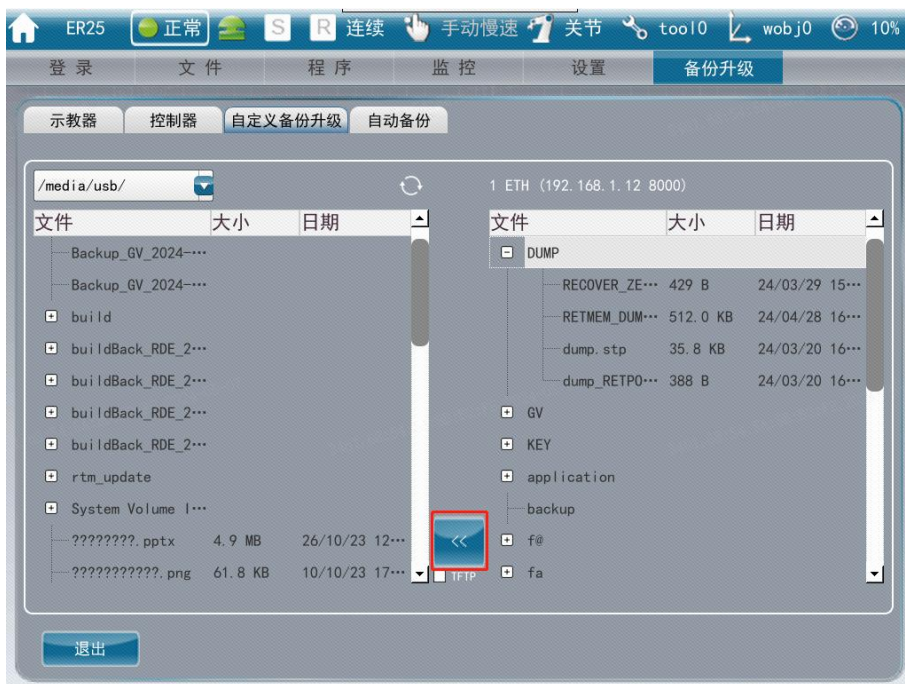 ER25 正常 S R 连续 手动慢速 关节 tool0 wobj0 10%
登录 文件 程序 监控 设置 备份升级
示教器 控制器 自定义备份升级 自动备份
/media/usb/ 1 ETH (192.168.1.12 8000)
文件 大小 日期 文件 大小 日期
Backup_GV_2024-··· DUMP
Backup_GV_2024-··· RECOVER_ZE··· 429 B 24/03/29 15···
build RETMEM_DUM··· 512.0 KB 24/04/28 16···
buildBack_RDE_2··· dump.stp 35.8 KB 24/03/20 16···
buildBack_RDE_2··· dump_RETPO··· 388 B 24/03/20 16···
buildBack_RDE_2··· GV
buildBack_RDE_2··· KEY
rtm_update application
System Volume I··· backup
????????.pptx 4.9 MB 26/10/23 12··· << f@
???????????.png 61.8 KB 10/10/23 17··· TFTP fa
退出